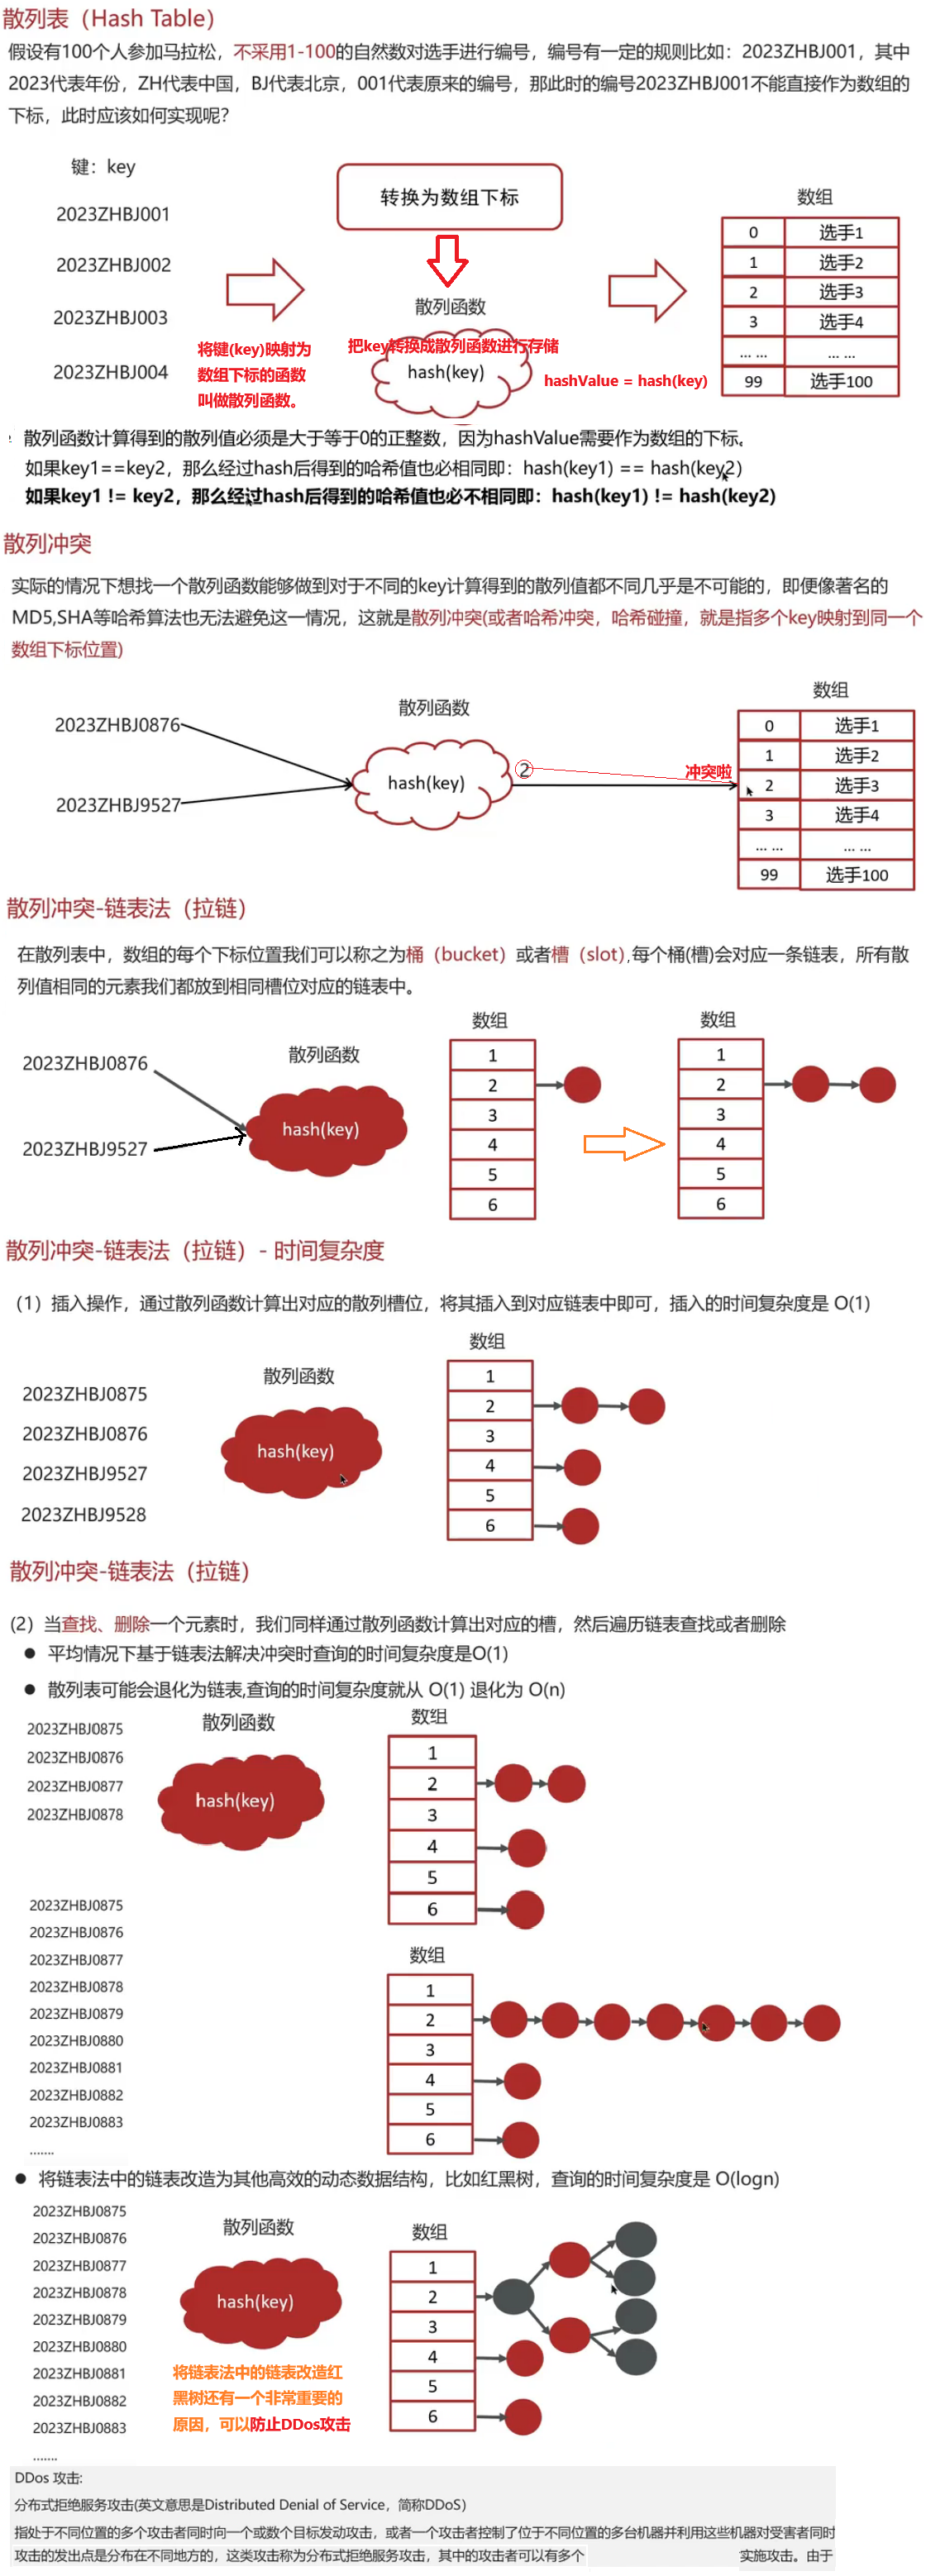 散列表（Hash Table）
假设有100个人参加马拉松，不采用1-100的自然数对选手进行编号，编号有一定的规则比如：2023ZHBJ001，其中
2023代表年份，ZH代表中国，BJ代表北京，001代表原来的编号，那此时的编号2023ZHBJ001不能直接作为数组的
下标，此时应该如何实现呢？
键：key
2023ZHBJ001
2023ZHBJ002
2023ZHBJ003
2023ZHBJ004
将键(key)映射为
数组下标的函数
叫做散列函数。
转换为数组下标
散列函数
把key转换成散列函数进行存储
hash(key)
hashValue = hash(key)
数组
0 选手1
1 选手2
2 选手3
3 选手4
... ... ... ...
99 选手100
散列函数计算得到的散列值必须是大于等于0的正整数，因为hashValue需要作为数组的下标。
如果key1==key2，那么经过hash后得到的哈希值也必相同即：hash(key1) == hash(key2)
如果key1 != key2，那么经过hash后得到的哈希值也必不相同即：hash(key1) != hash(key2)
散列冲突
实际的情况下想找一个散列函数能够做到对于不同的key计算得到的散列值都不同几乎是不可能的，即便像著名的
MD5,SHA等哈希算法也无法避免这一情况，这就是散列冲突(或者哈希冲突，哈希碰撞，就是指多个key映射到同一个
数组下标位置)
2023ZHBJ0876
2023ZHBJ9527
散列函数
hash(key)
2
冲突啦
数组
0 选手1
1 选手2
2 选手3
3 选手4
... ... ... ...
99 选手100
散列冲突-链表法（拉链）
在散列表中，数组的每个下标位置我们可以称之为桶（bucket）或者槽（slot）,每个桶(槽)会对应一条链表，所有散
列值相同的元素我们都放到相同槽位对应的链表中。
2023ZHBJ0876
2023ZHBJ9527
散列函数
hash(key)
数组
1
2
3
4
5
6
数组
1
2
3
4
5
6
散列冲突-链表法（拉链）- 时间复杂度
（1）插入操作，通过散列函数计算出对应的散列槽位，将其插入到对应链表中即可，插入的时间复杂度是 O(1)
2023ZHBJ0875
2023ZHBJ0876
2023ZHBJ9527
2023ZHBJ9528
散列函数
hash(key)
数组
1
2
3
4
5
6
散列冲突-链表法（拉链）
(2）当查找、删除一个元素时，我们同样通过散列函数计算出对应的槽，然后遍历链表查找或者删除
● 平均情况下基于链表法解决冲突时查询的时间复杂度是O(1)
● 散列表可能会退化为链表,查询的时间复杂度就从 O(1) 退化为 O(n)
2023ZHBJ0875
2023ZHBJ0876
2023ZHBJ0877
2023ZHBJ0878
散列函数
hash(key)
数组
1
2
3
4
5
6
2023ZHBJ0875
2023ZHBJ0876
2023ZHBJ0877
2023ZHBJ0878
2023ZHBJ0879
2023ZHBJ0880
2023ZHBJ0881
2023ZHBJ0882
2023ZHBJ0883
.......
数组
1
2
3
4
5
6
● 将链表法中的链表改造为其他高效的动态数据结构，比如红黑树，查询的时间复杂度是 O(logn)
2023ZHBJ0875
2023ZHBJ0876
2023ZHBJ0877
2023ZHBJ0878
2023ZHBJ0879
2023ZHBJ0880
2023ZHBJ0881
2023ZHBJ0882
2023ZHBJ0883
.......
散列函数
hash(key)
将链表法中的链表改造红
黑树还有一个非常重要的
原因，可以防止DDos攻击
数组
1
2
3
4
5
6
DDos 攻击:
分布式拒绝服务攻击(英文意思是Distributed Denial of Service，简称DDoS）
指处于不同位置的多个攻击者同时向一个或数个目标发动攻击，或者一个攻击者控制了位于不同位置的多台机器并利用这些机器对受害者同时
攻击的发出点是分布在不同地方的，这类攻击称为分布式拒绝服务攻击，其中的攻击者可以有多个 实施攻击。由于